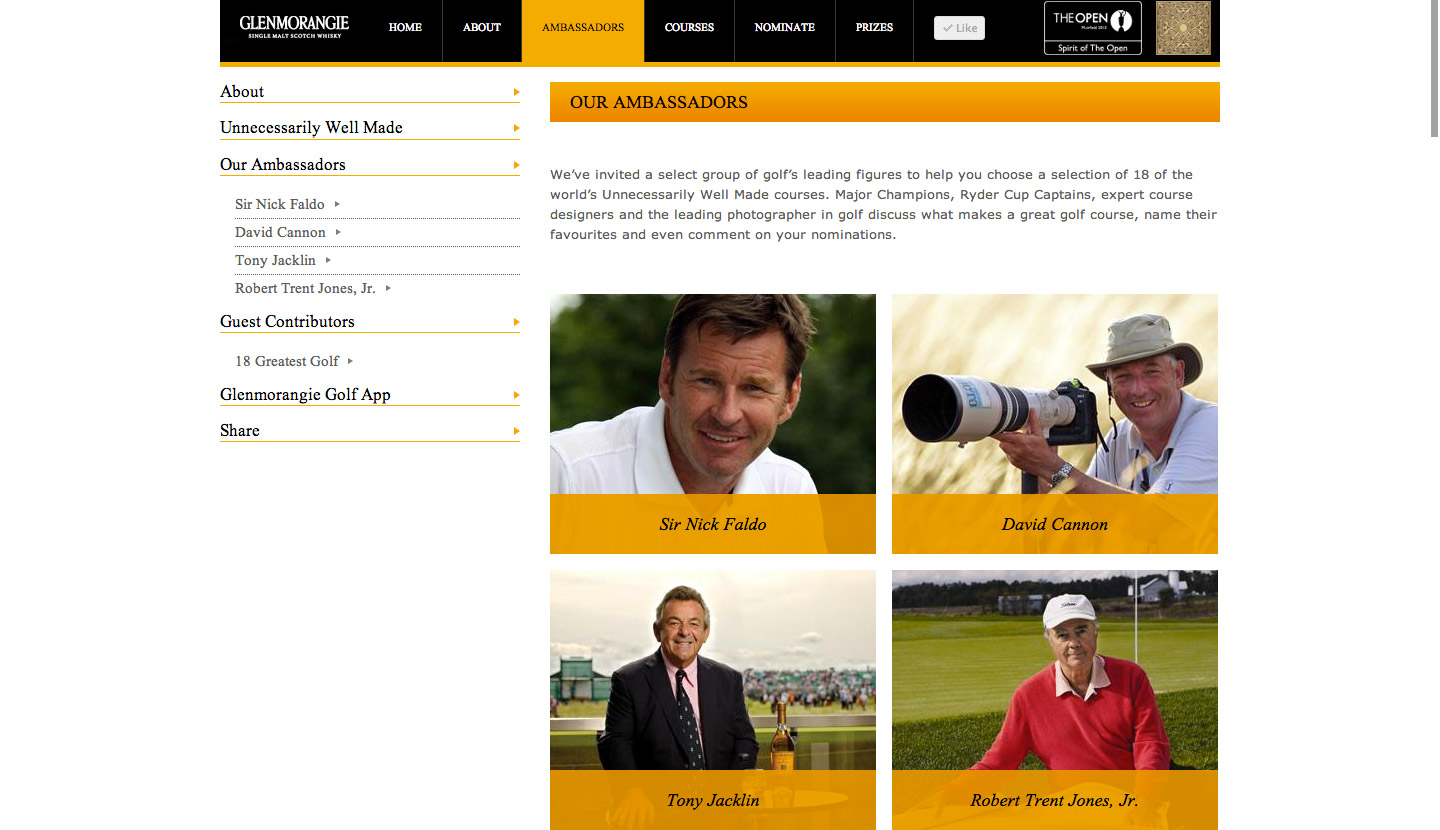 GLENMORANGIE
SINGLE MALT SCOTCH WHISKY
HOME
ABOUT
AMBASSADORS
COURSES
NOMINATE
PRIZES
Like
THE OPEN
Muirfield 2013
Spirit of The Open
About
Unnecessarily Well Made
Our Ambassadors
Sir Nick Faldo
David Cannon
Tony Jacklin
Robert Trent Jones, Jr.
Guest Contributors
18 Greatest Golf
Glenmorangie Golf App
Share
OUR AMBASSADORS
We’ve invited a select group of golf’s leading figures to help you choose a selection of 18 of the
world’s Unnecessarily Well Made courses. Major Champions, Ryder Cup Captains, expert course
designers and the leading photographer in golf discuss what makes a great golf course, name their
favourites and even comment on your nominations.
Sir Nick Faldo
David Cannon
Tony Jacklin
Robert Trent Jones, Jr.